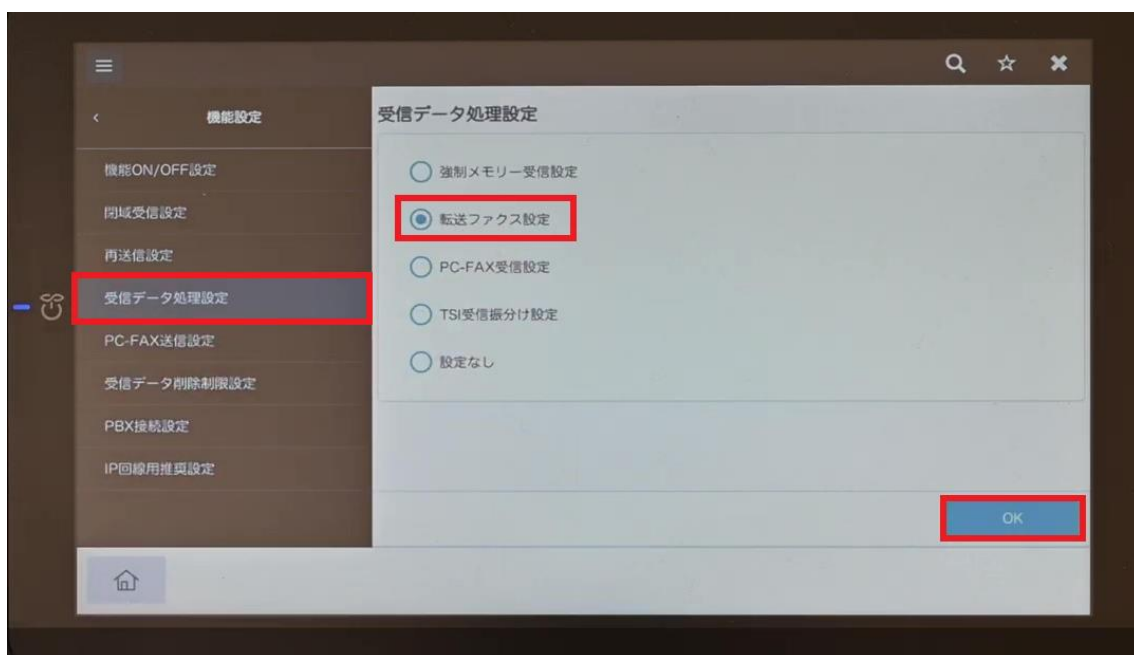 機能設定
機能ON/OFF設定
閉域受信設定
再送信設定
受信データ処理設定
PC-FAX送信設定
受信データ削除制限設定
PBX接続設定
IP回線用推奨設定
受信データ処理設定
強制メモリー受信設定
転送ファクス設定
PC-FAX受信設定
TSI受信振分け設定
設定なし
OK